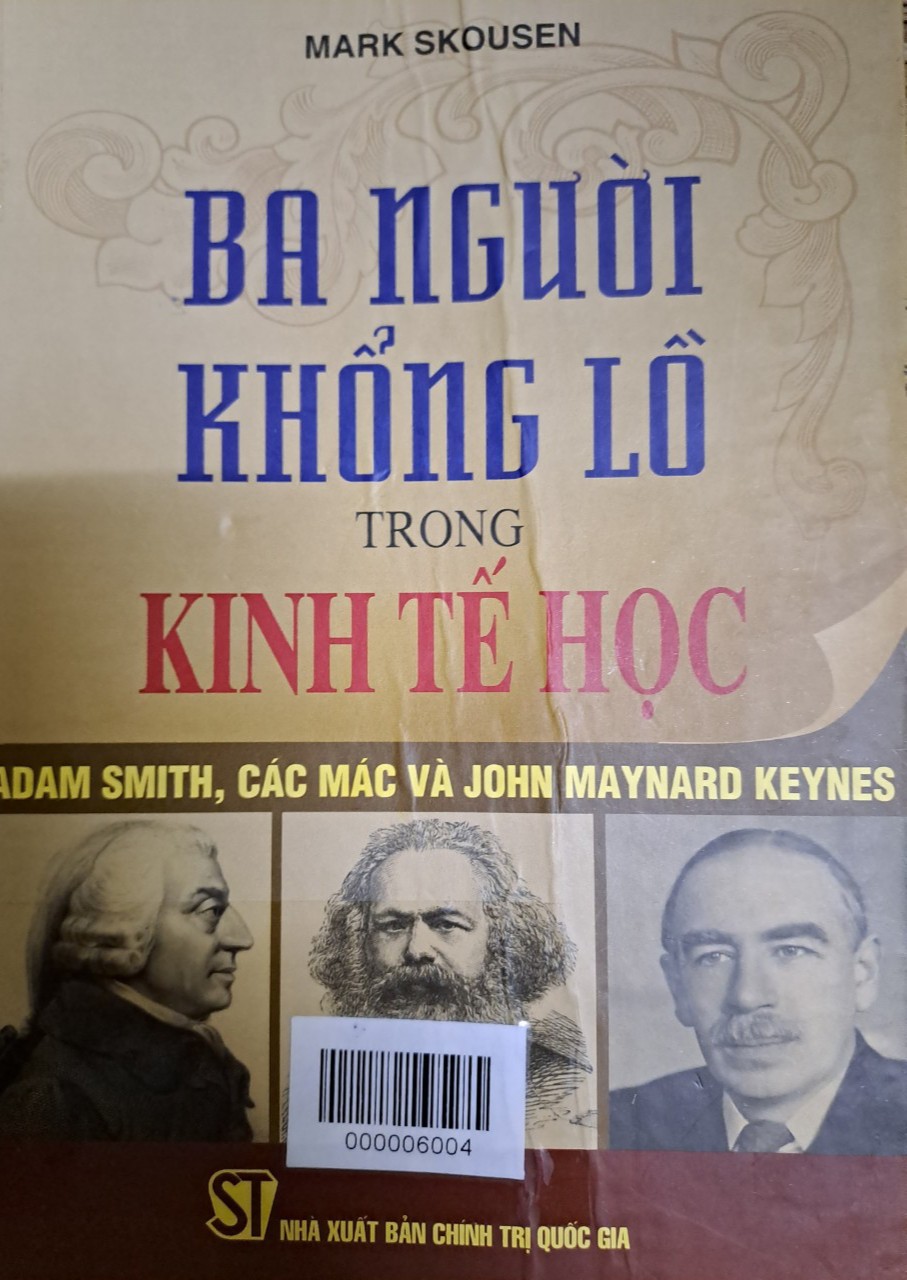 MARK SKOUSEN
BA NGƯỜI
KHỔNG LỒ
TRONG
KINH TẾ HỌC
ADAM SMITH, CÁC MÁC VÀ JOHN MAYNARD KEYNES
000006004
ST
NHÀ XUẤT BẢN CHÍNH TRỊ QUỐC GIA